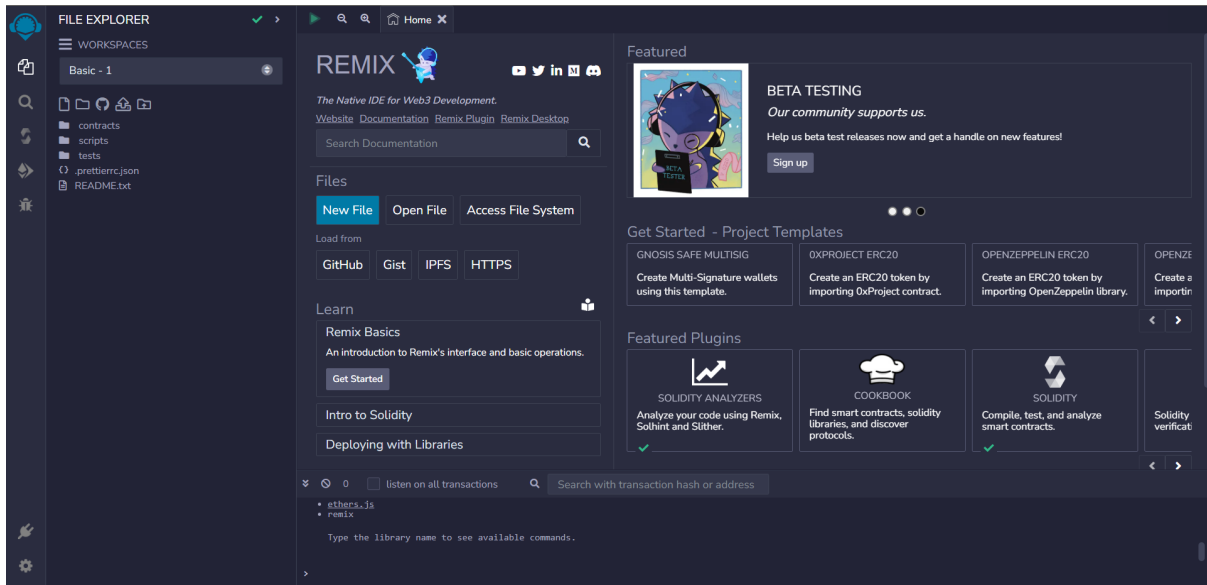 FILE EXPLORER
WORKSPACES
Basic - 1
contracts
scripts
tests
.prettierrc.json
README.txt
Home
REMIX
The Native IDE for Web3 Development.
Website Documentation Remix Plugin Remix Desktop
Search Documentation
Files
New File Open File Access File System
Load from
GitHub Gist IPFS HTTPS
Learn
Remix Basics
An introduction to Remix's interface and basic operations.
Get Started
Intro to Solidity
Deploying with Libraries
Featured
BETA TESTER
BETA TESTING
Our community supports us.
Help us beta test releases now and get a handle on new features!
Sign up
Get Started - Project Templates
GNOSIS SAFE MULTISIG
Create Multi-Signature wallets
using this template.
0XPROJECT ERC20
Create an ERC20 token by
importing 0xProject contract.
OPENZEPPELIN ERC20
Create an ERC20 token by
importing OpenZeppelin library.
OPENZE
Create a
importin
Featured Plugins
SOLIDITY ANALYZERS
Analyze your code using Remix,
Solhint and Slither.
COOKBOOK
Find smart contracts, solidity
libraries, and discover
protocols.
SOLIDITY
Compile, test, and analyze
smart contracts.
Solidity
verificati
0 listen on all transactions Search with transaction hash or address
• ethers.js
• remix
Type the library name to see available commands.
>